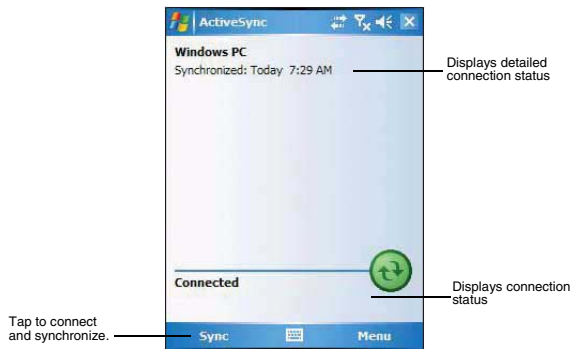 ActiveSync
Windows PC
Synchronized: Today 7:29 AM
Displays detailed
connection status
Connected
Displays connection
status
Tap to connect
and synchronize.
Sync
Menu